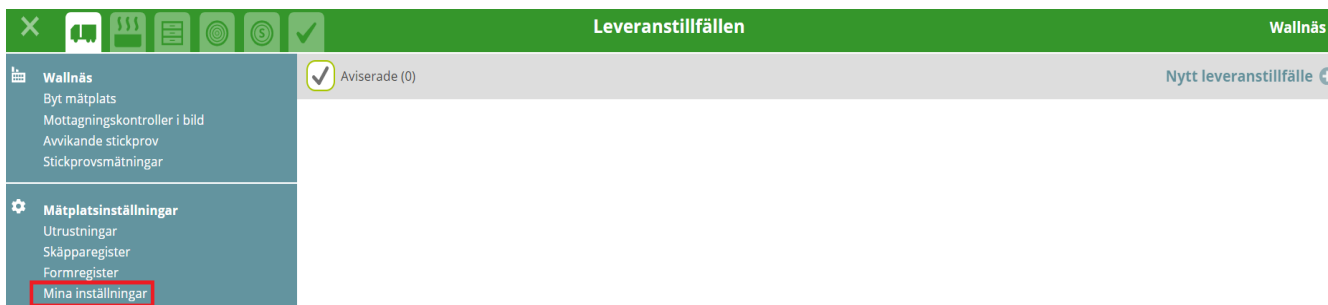 Leveranstillfällen
Wallnäs
Aviserade (0)
Nytt leveranstillfälle
Wallnäs
Byt mätplats
Mottagningskontroller i bild
Avvikande stickprov
Stickprovsmätningar
Mätplatsinställningar
Utrustningar
Skäpparegister
Formregister
Mina inställningar